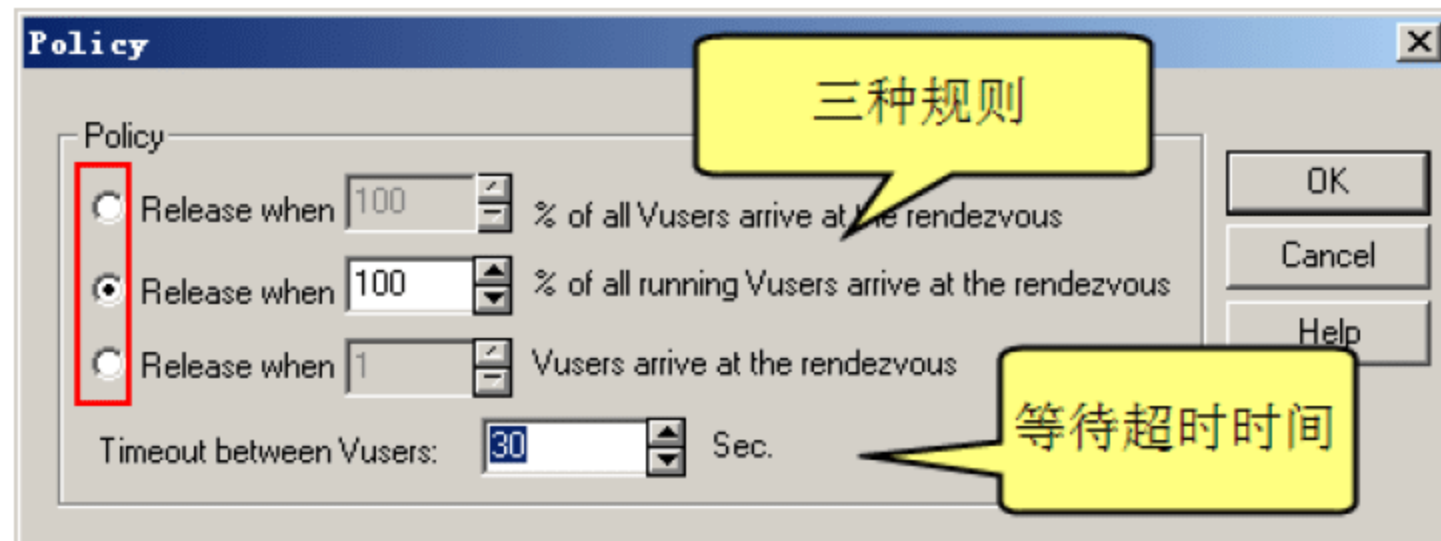 Policy
三种规则
Policy
Release when 100 % of all Vusers arrive at the rendezvous
Release when 100 % of all running Vusers arrive at the rendezvous
Release when 1 Vusers arrive at the rendezvous
Timeout between Vusers: 30 Sec.
等待超时时间
OK
Cancel
Help